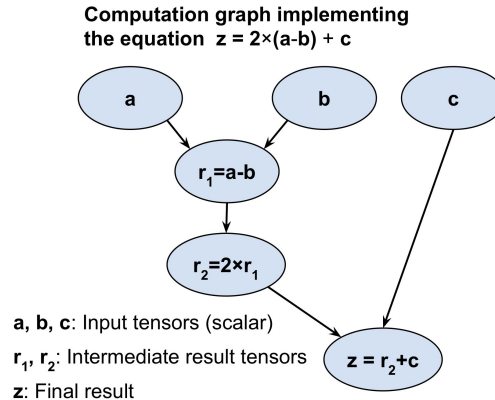 Computation graph implementing
the equation z = 2×(a-b) + c
a
b
c
r₁=a-b
r₂=2×r₁
a, b, c: Input tensors (scalar)
r₁, r₂: Intermediate result tensors
z = r₂+c
z: Final result